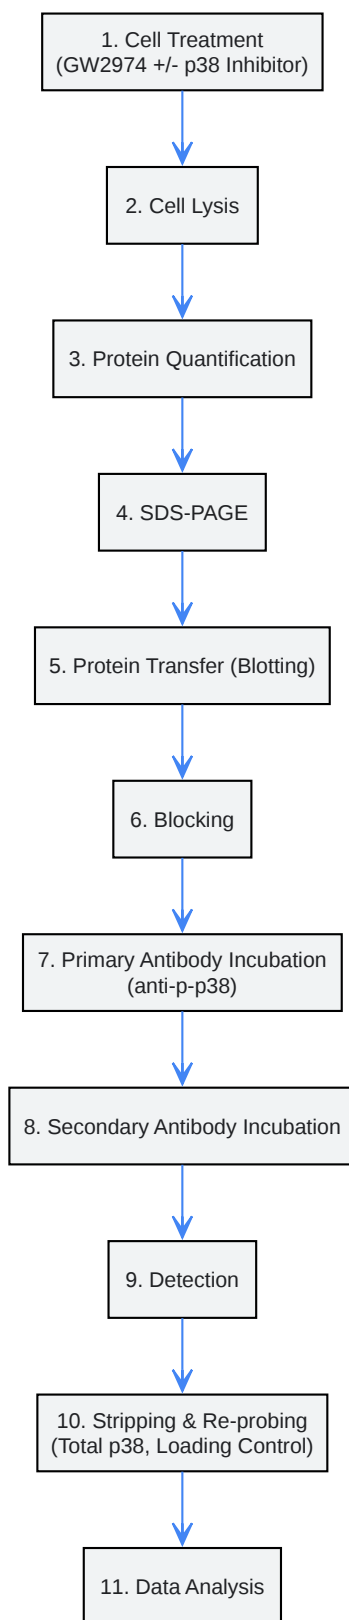 1. Cell Treatment
(GW2974 +/- p38 Inhibitor)
2. Cell Lysis
3. Protein Quantification
4. SDS-PAGE
5. Protein Transfer (Blotting)
6. Blocking
7. Primary Antibody Incubation
(anti-p-p38)
8. Secondary Antibody Incubation
9. Detection
10. Stripping & Re-probing
(Total p38, Loading Control)
11. Data Analysis